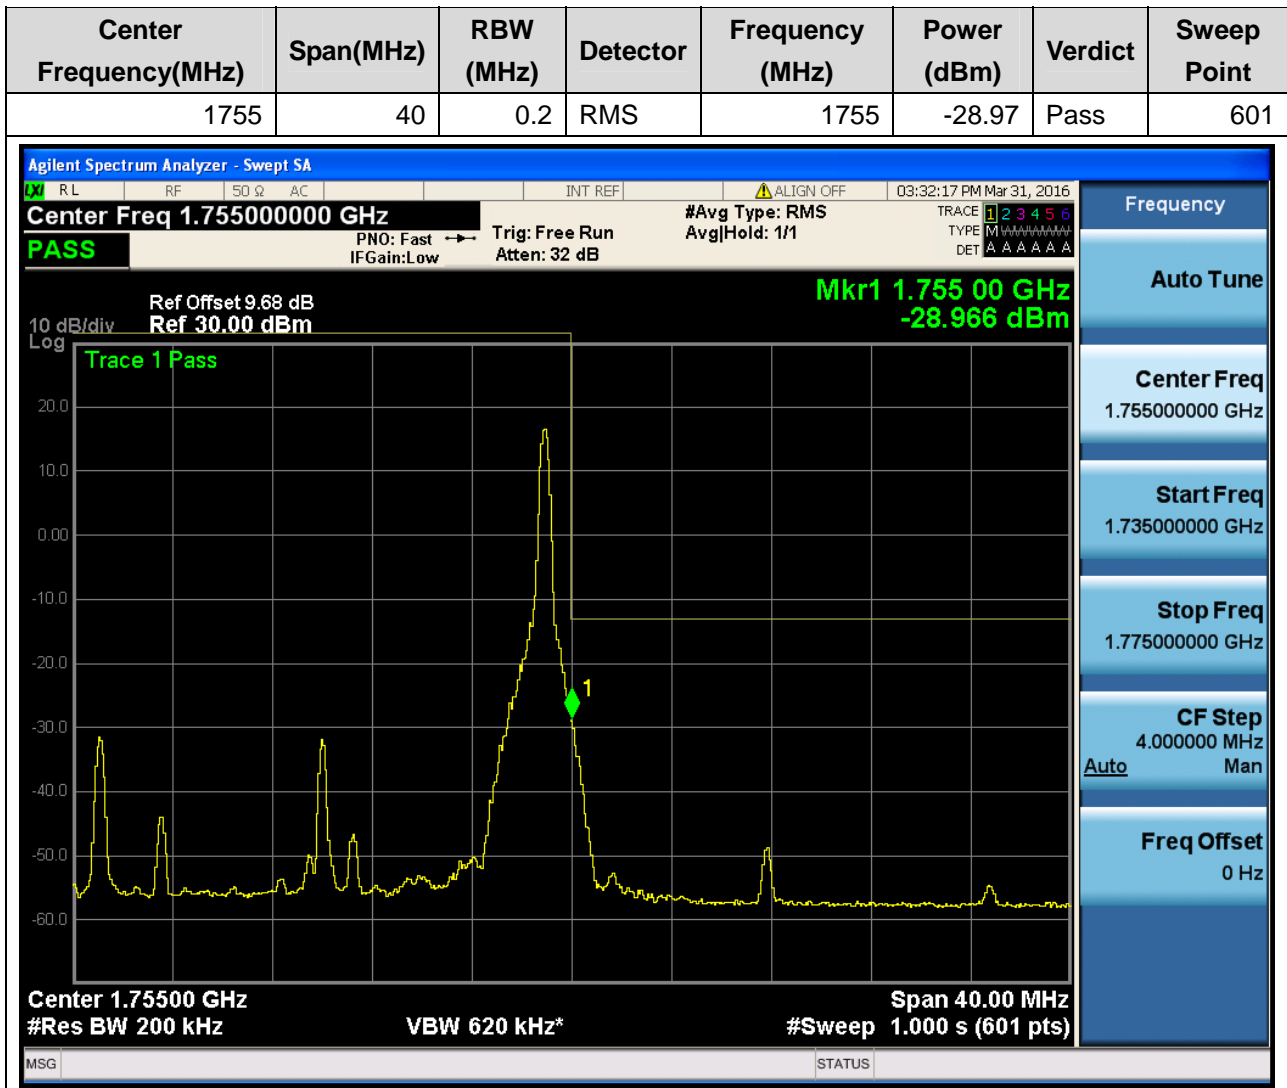 Center Frequency(MHz) Span(MHz) RBW (MHz) Detector Frequency (MHz) Power (dBm) Verdict Sweep Point
1755 40 0.2 RMS 1755 -28.97 Pass 601
Agilent Spectrum Analyzer - Swept SA
LXI RL RF 50 Ω AC INT REF ALIGN OFF 03:32:17 PM Mar 31, 2016
Center Freq 1.755000000 GHz
PASS
PNO: Fast
IFGain:Low
Trig: Free Run
Atten: 32 dB
#Avg Type: RMS
Avg|Hold: 1/1
TRACE 1 2 3 4 5 6
TYPE M
DET A A A A A A
Mkr1 1.755 00 GHz
-28.966 dBm
Ref Offset 9.68 dB
10 dB/div Ref 30.00 dBm
Log
Trace 1 Pass
20.0
10.0
0.00
-10.0
-20.0
1
-30.0
-40.0
-50.0
-60.0
Center 1.75500 GHz Span 40.00 MHz
#Res BW 200 kHz VBW 620 kHz* #Sweep 1.000 s (601 pts)
MSG STATUS
Frequency
Auto Tune
Center Freq
1.755000000 GHz
Start Freq
1.735000000 GHz
Stop Freq
1.775000000 GHz
CF Step
4.000000 MHz
Auto Man
Freq Offset
0 Hz